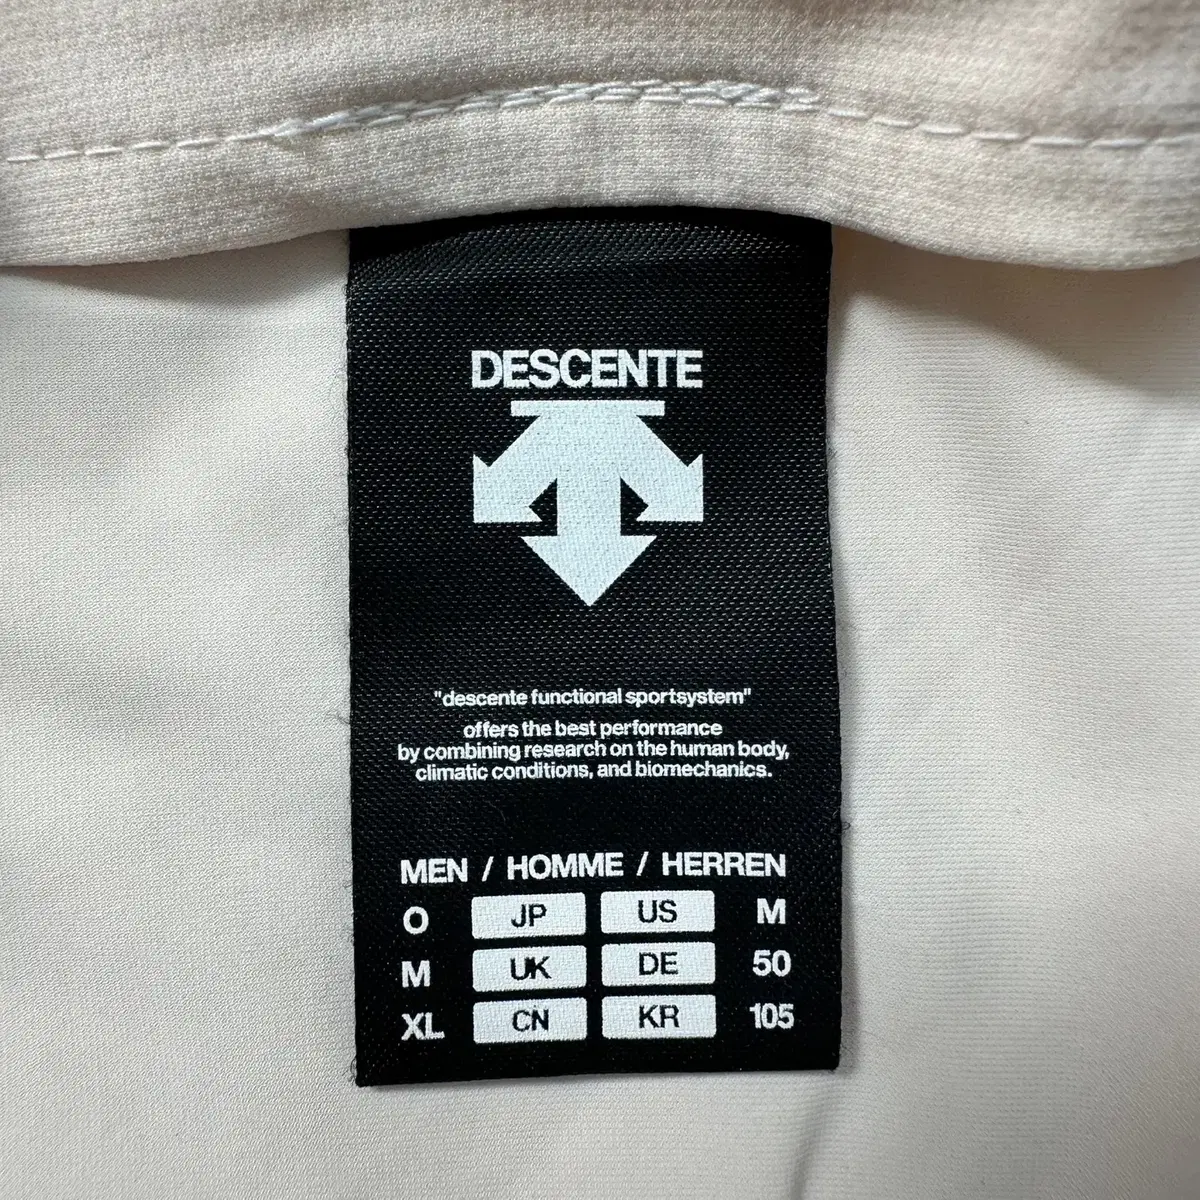 DESCENTE
"descente functional sportsystem"
offers the best performance
by combining research on the human body,
climatic conditions, and biomechanics.
MEN / HOMME / HERREN
O JP US M
M UK DE 50
XL CN KR 105